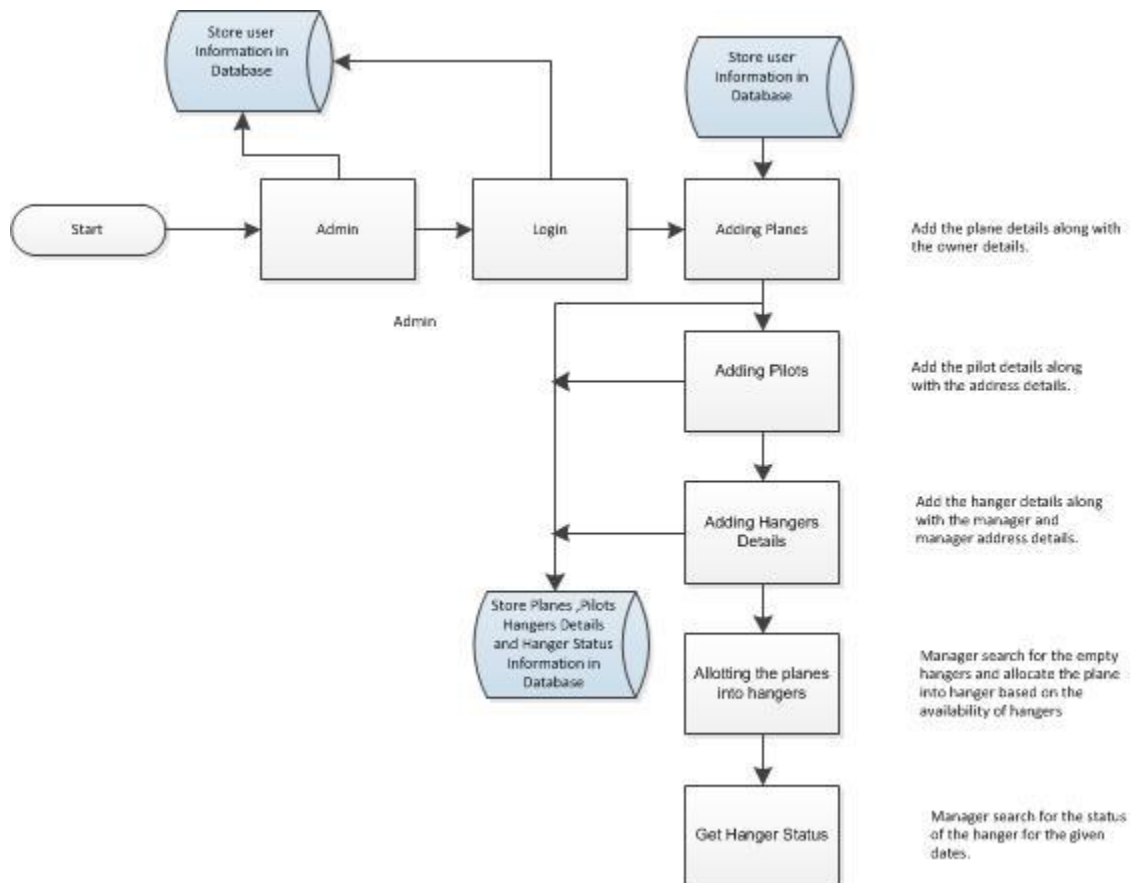 Store user
Information in
Database
Store user
Information in
Database
Start
Admin
Login
Adding Planes
Add the plane details along with
the owner details.
Admin
Adding Pilots
Add the pilot details along
with the address details.
Adding Hangers
Details
Add the hanger details along
with the manager and
manager address details.
Store Planes ,Pilots
Hangers Details
and Hanger Status
Information in
Database
Allotting the planes
into hangers
Manager search for the empty
hangers and allocate the plane
into hanger based on the
availability of hangers
Get Hanger Status
Manager search for the status
of the hanger for the given
dates.